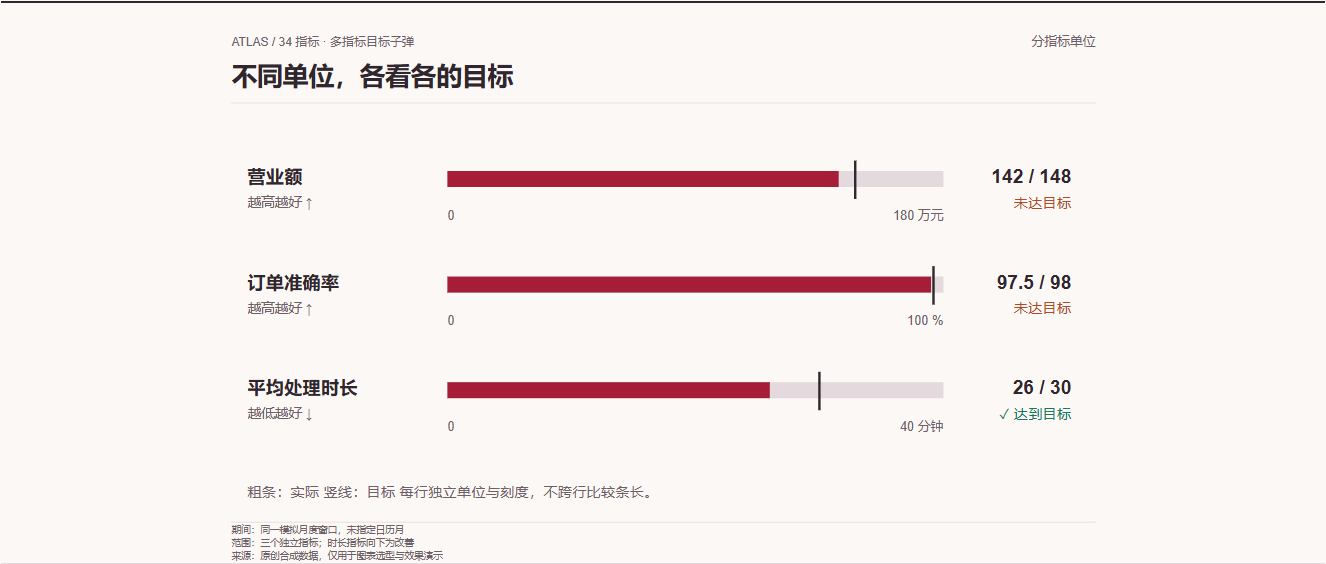 ATLAS / 34 指标 · 多指标目标子弹
分指标单位
不同单位，各看各的目标
营业额
越高越好 ↑
0
180 万元
142 / 148
未达目标
订单准确率
越高越好 ↑
0
100 %
97.5 / 98
未达目标
平均处理时长
越低越好 ↓
0
40 分钟
26 / 30
✓ 达到目标
粗条：实际 竖线：目标 每行独立单位与刻度，不跨行比较条长。
期间：同一模拟月度窗口，未指定日历月
范围：三个独立指标；时长指标向下为改善
来源：原创合成数据，仅用于图表选型与效果演示